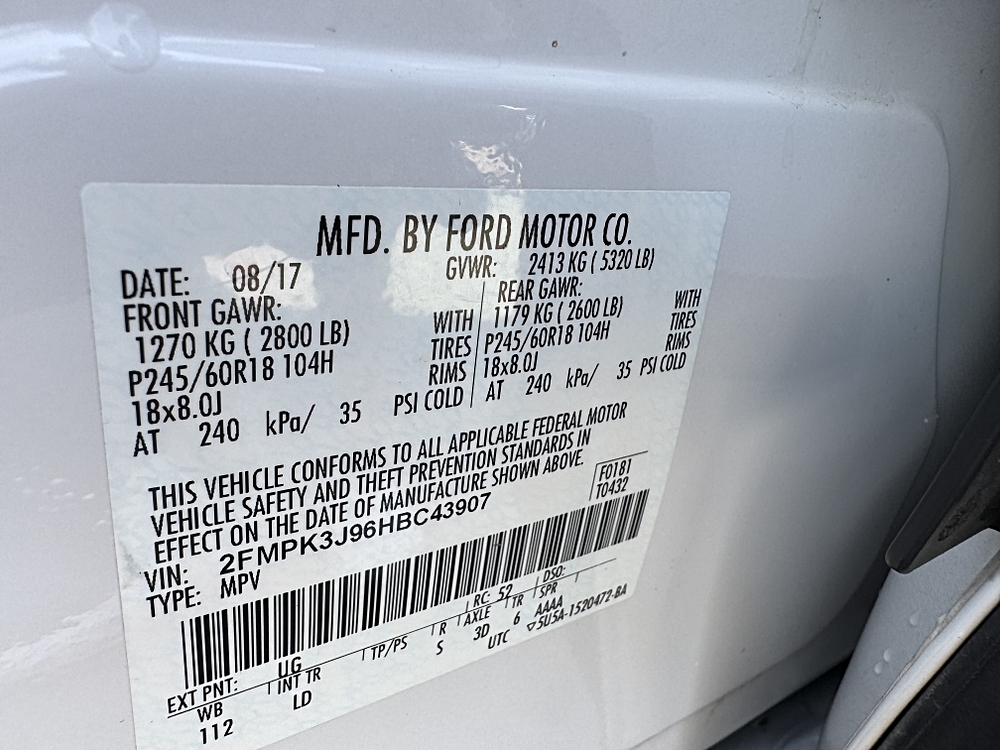 MFD. BY FORD MOTOR CO.
DATE: 08/17 GVWR: 2413 KG ( 5320 LB)
FRONT GAWR: REAR GAWR:
1270 KG ( 2800 LB) WITH 1179 KG ( 2600 LB) WITH
P245/60R18 104H TIRES P245/60R18 104H TIRES
18x8.0J RIMS 18x8.0J RIMS
AT 240 kPa/ 35 PSI COLD AT 240 kPa/ 35 PSI COLD
THIS VEHICLE CONFORMS TO ALL APPLICABLE FEDERAL MOTOR
VEHICLE SAFETY AND THEFT PREVENTION STANDARDS IN
EFFECT ON THE DATE OF MANUFACTURE SHOWN ABOVE.
F0181
T0432
VIN: 2FMPK3J96HBC43907
TYPE: MPV
EXT PNT: UG RC: 52 DSO:
WB INT TR TP/PS R AXLE TR SPR
112 LD S 3D 6 AAAA
UTC ▽5U5A-1520472-BA